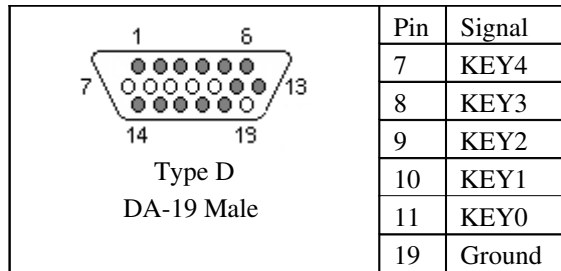 1 6
7 13
14 19
Type D
DA-19 Male
Pin Signal
7 KEY4
8 KEY3
9 KEY2
10 KEY1
11 KEY0
19 Ground